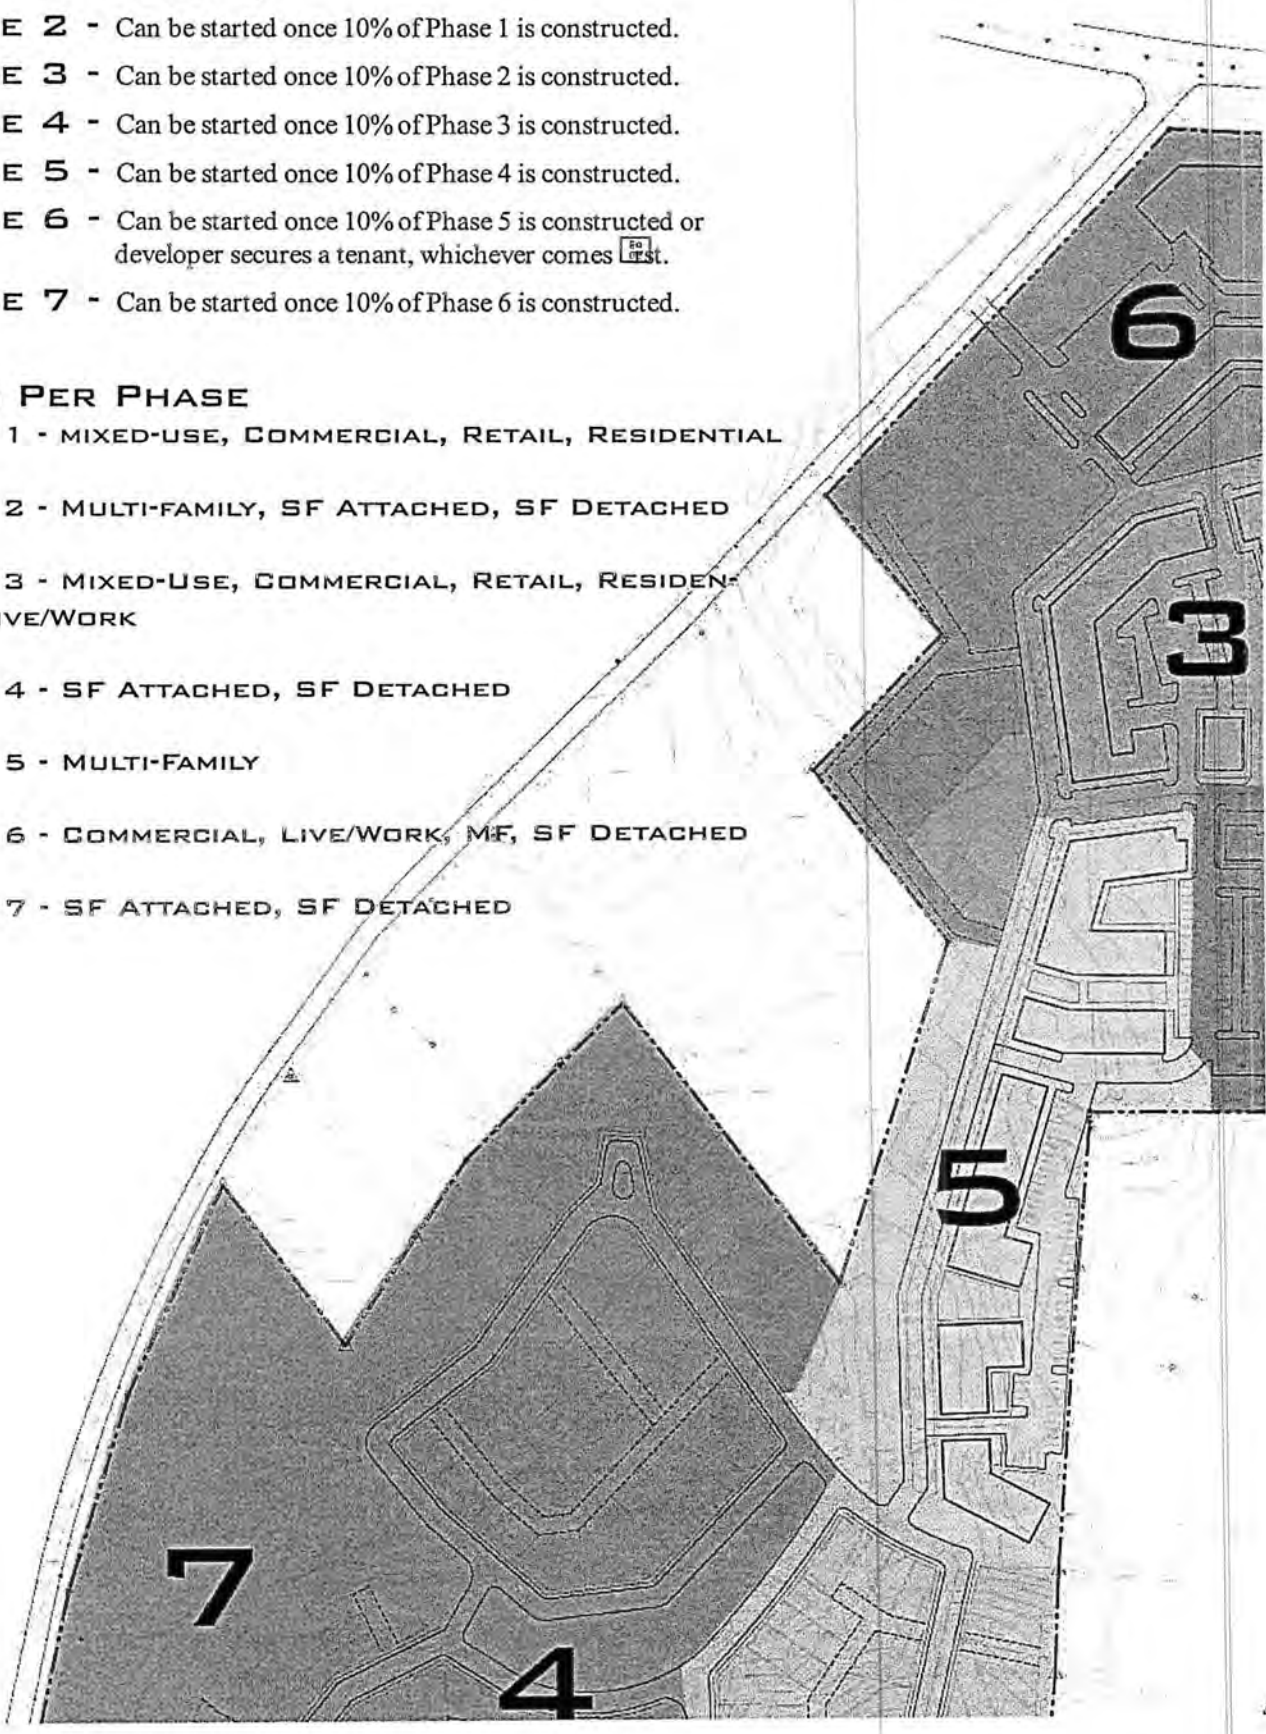 E 2 - Can be started once 10% of Phase 1 is constructed.
E 3 - Can be started once 10% of Phase 2 is constructed.
E 4 - Can be started once 10% of Phase 3 is constructed.
E 5 - Can be started once 10% of Phase 4 is constructed.
E 6 - Can be started once 10% of Phase 5 is constructed or
developer secures a tenant, whichever comes
E 7 - Can be started once 10% of Phase 6 is constructed.
PER PHASE
1 - MIXED-USE, COMMERCIAL, RETAIL, RESIDENTIAL
2 - MULTI-FAMILY, SF ATTACHED, SF DETACHED
3 - MIXED-USE, COMMERCIAL, RETAIL, RESIDEN-
VE/WORK
4 - SF ATTACHED, SF DETACHED
5 - MULTI-FAMILY
6 - COMMERCIAL, LIVE/WORK, MF, SF DETACHED
7 - SF ATTACHED, SF DETACHED
6
3
5
7
4